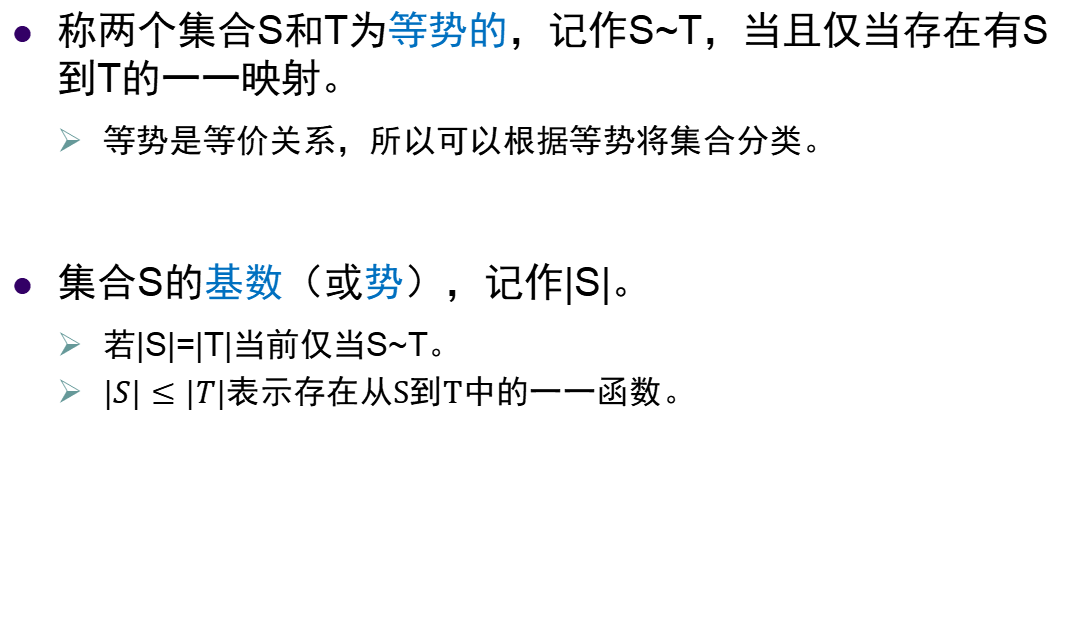 称两个集合S和T为等势的，记作S~T，当且仅当存在有S
到T的一一映射。
等势是等价关系，所以可以根据等势将集合分类。
集合S的基数（或势），记作|S|。
若|S|=|T|当前仅当S~T。
|S| ≤ |T|表示存在从S到T中的一一函数。